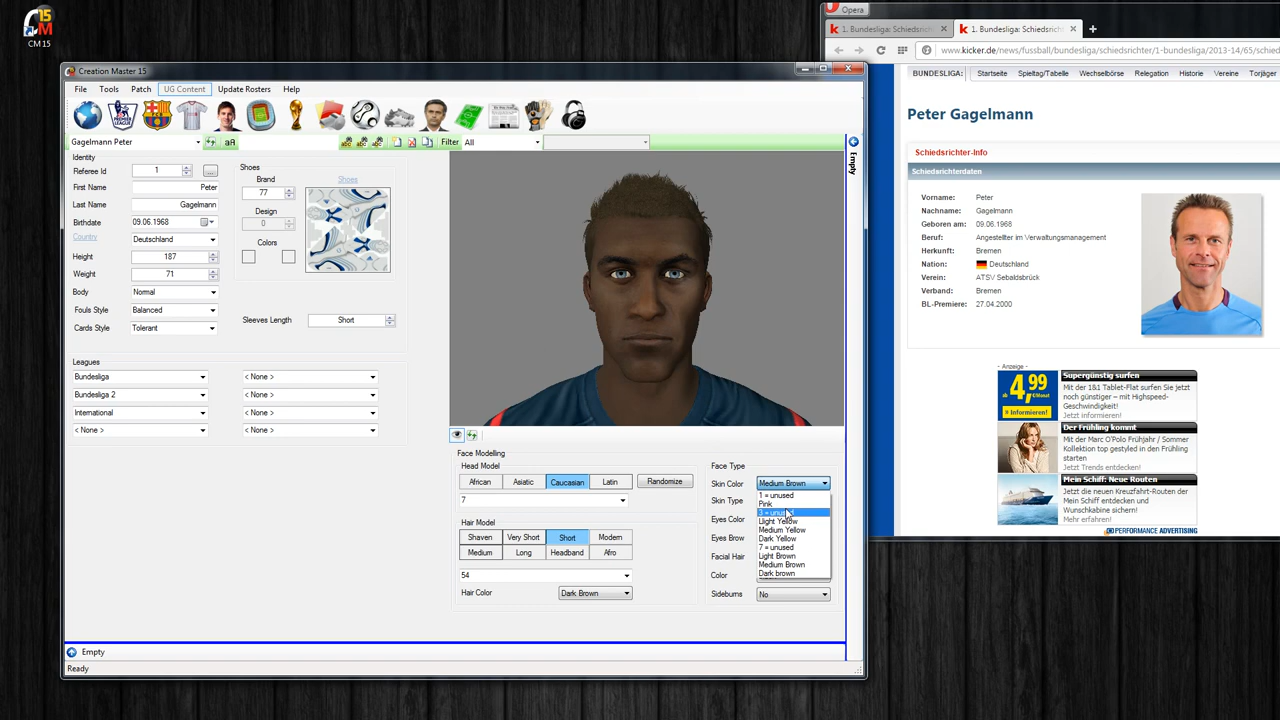 CM 15
Creation Master 15
File Tools Patch UG Content Update Rosters Help
Gagelmann Peter
Filter All
Identity
Referee Id 1 ...
First Name Peter
Last Name Gagelmann
Birthdate 09.06.1968
Country Deutschland
Height 187
Weight 71
Body Normal
Fouls Style Balanced
Cards Style Tolerant
Shoes
Brand Shoes
77
Design
0
Colors
Sleeves Length Short
Leagues
Bundesliga < None >
Bundesliga 2 < None >
International < None >
< None > < None >
Empty
Face Modelling
Head Model
African Asiatic Caucasian Latin Randomize
7
Hair Model
Shaven Very Short Short Modern
Medium Long Headband Afro
54
Hair Color Dark Brown
Face Type
Skin Color Medium Brown
Skin Type
Eyes Color
Eyes Brow
Facial Hair
Color
Sideburns No
1 = unused
Pink
3 = unused
Llight Yellow
Medium Yellow
Dark Yellow
7 = unused
Light Brown
Medium Brown
Dark brown
Empty
Ready
Opera
1. Bundesliga: Schiedsric
1. Bundesliga: Schiedsric
www.kicker.de/news/fussball/bundesliga/schiedsrichter/1-bundesliga/2013-14/65/schied
BUNDESLIGA: Startseite Spieltag/Tabelle Wechselbörse Relegation Historie Vereine Torjäger
Peter Gagelmann
Schiedsrichter-Info
Schiedsrichterdaten
Vorname: Peter
Nachname: Gagelmann
Geboren am: 09.06.1968
Beruf: Angestellter im Verwaltungsmanagement
Herkunft: Bremen
Nation: Deutschland
Verein: ATSV Sebaldsbrück
Verband: Bremen
BL-Premiere: 27.04.2000
- Anzeige -
ab 4,99 €/Monat
» Informieren!
Supergünstig surfen
Mit der 1&1 Tablet-Flat surfen Sie jetzt
noch günstiger – mit Highspeed-
Geschwindigkeit!
Jetzt informieren!
Der Frühling kommt
Mit der Marc O'Polo Frühjahr / Sommer
Kollektion top gestyled in den Frühling
starten
Jetzt Trends entdecken!
Mein Schiff: Neue Routen
Jetzt die neuen Kreuzfahrt-Routen der
Mein Schiff entdecken und
Wunschkabine sichern!
Mehr erfahren!
PERFORMANCE ADVERTISING